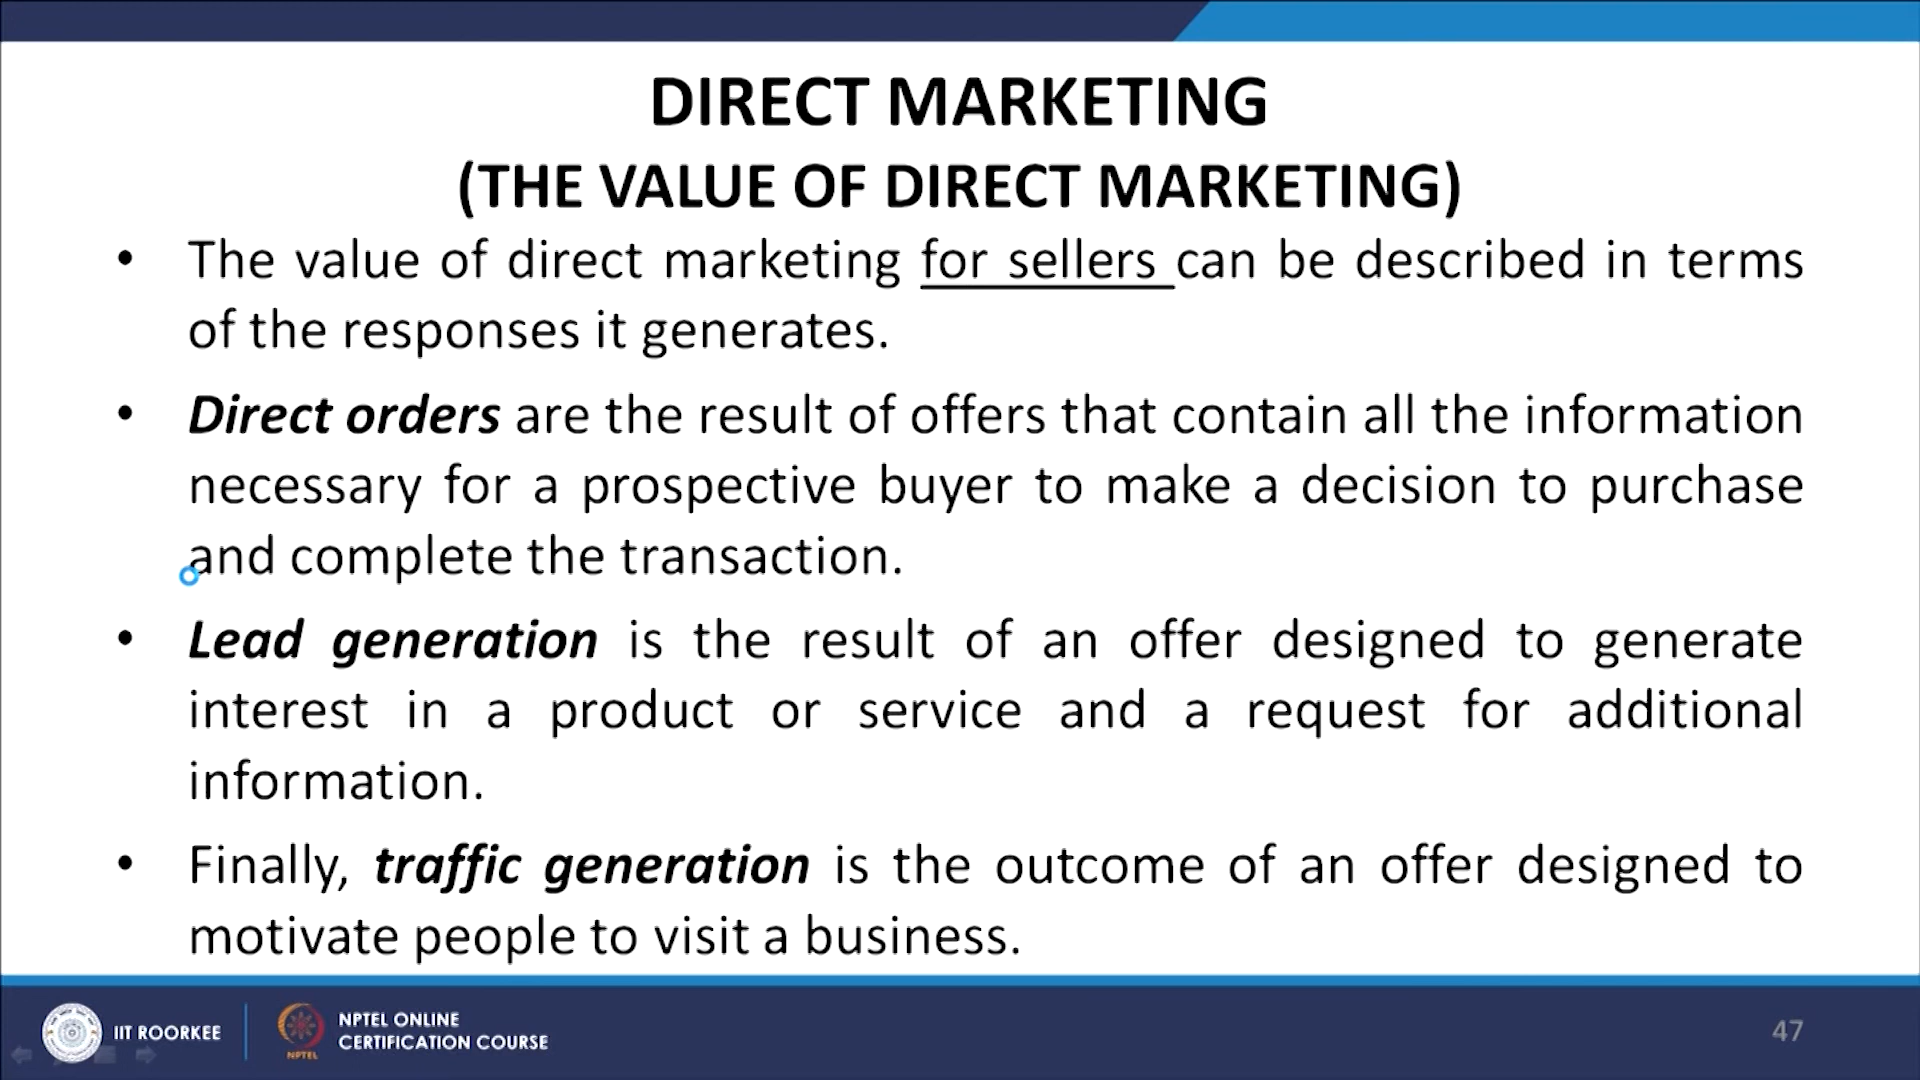 DIRECT MARKETING
(THE VALUE OF DIRECT MARKETING)
• The value of direct marketing for sellers can be described in terms
of the responses it generates.
• Direct orders are the result of offers that contain all the information
necessary for a prospective buyer to make a decision to purchase
and complete the transaction.
• Lead generation is the result of an offer designed to generate
interest in a product or service and a request for additional
information.
• Finally, traffic generation is the outcome of an offer designed to
motivate people to visit a business.
IIT ROORKEE
NPTEL
NPTEL ONLINE
CERTIFICATION COURSE
47